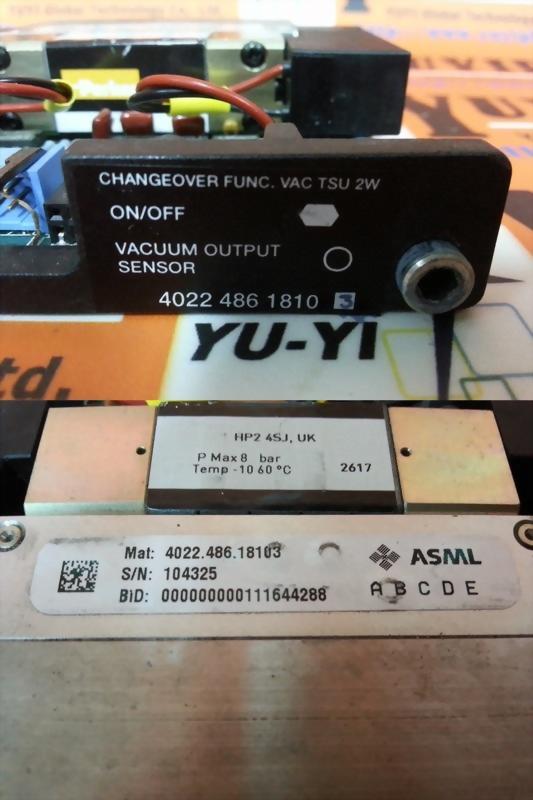 CHANGEOVER FUNC. VAC TSU 2W
ON/OFF
VACUUM OUTPUT
SENSOR
4022 486 1810 3
YU-YI
td.
HP2 4SJ, UK
P Max 8 bar
Temp -10 60 °C
2617
Mat: 4022.486.18103
S/N: 104325
BID: 000000000111644288
ASML
A B C D E